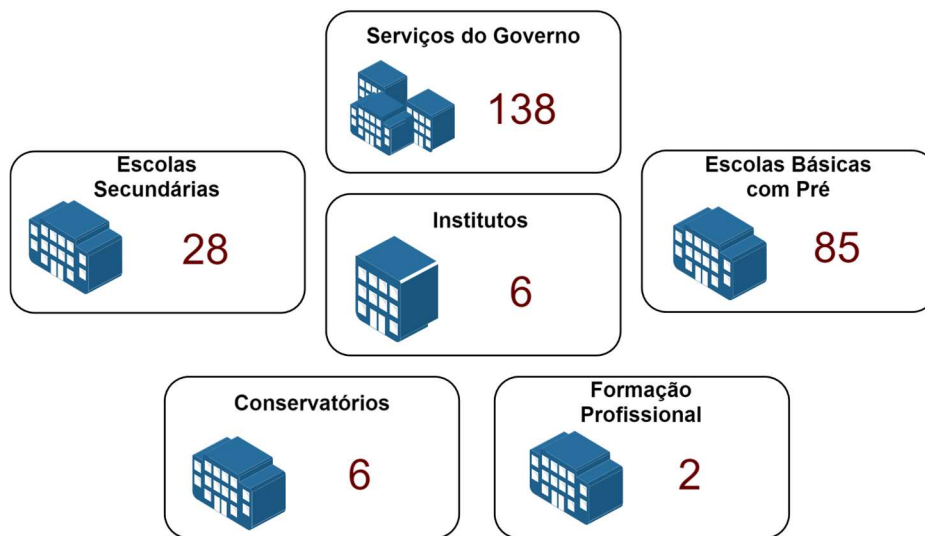 Serviços do Governo
138
Escolas
Secundárias
28
Institutos
6
Escolas Básicas
com Pré
85
Conservatórios
6
Formação
Profissional
2